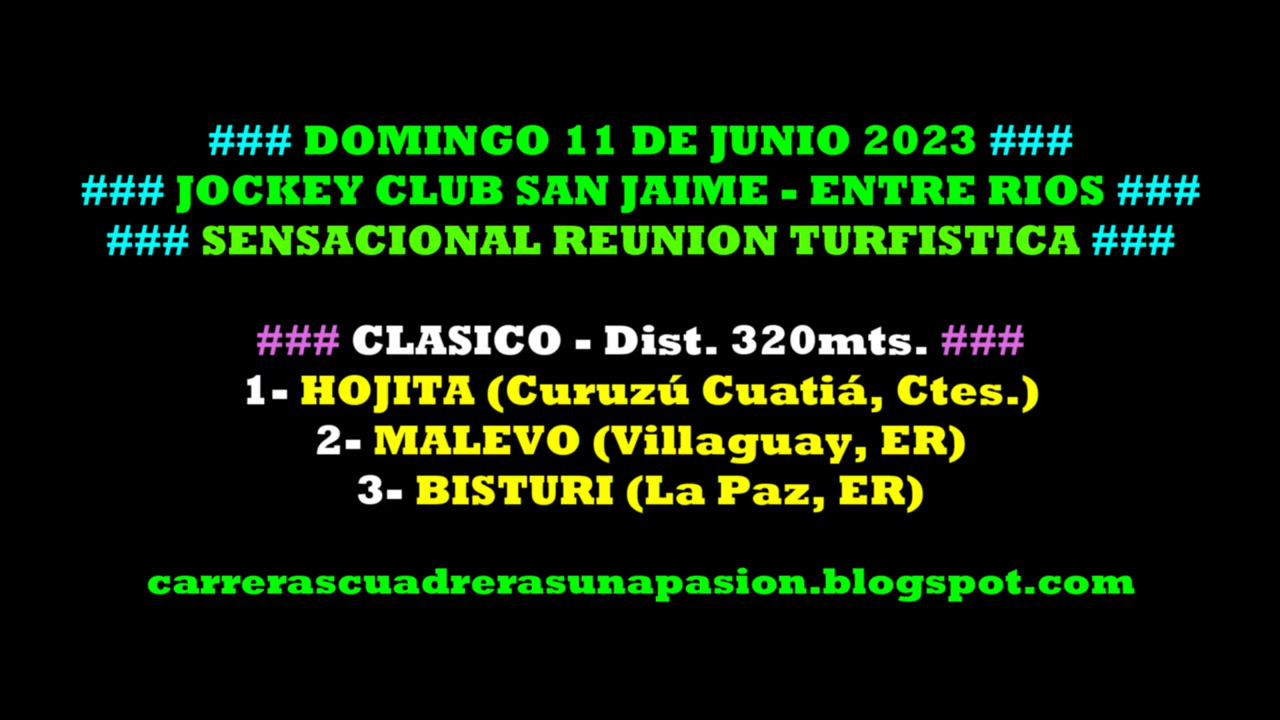 ### DOMINGO 11 DE JUNIO 2023 ###
### JOCKEY CLUB SAN JAIME - ENTRE RIOS ###
### SENSACIONAL REUNION TURFISTICA ###
### CLASICO - Dist. 320mts. ###
1- HOJITA (Curuzú Cuatiá, Ctes.)
2- MALEVO (Villaguay, ER)
3- BISTURI (La Paz, ER)
carrerascuadrerasunapasion.blogspot.com